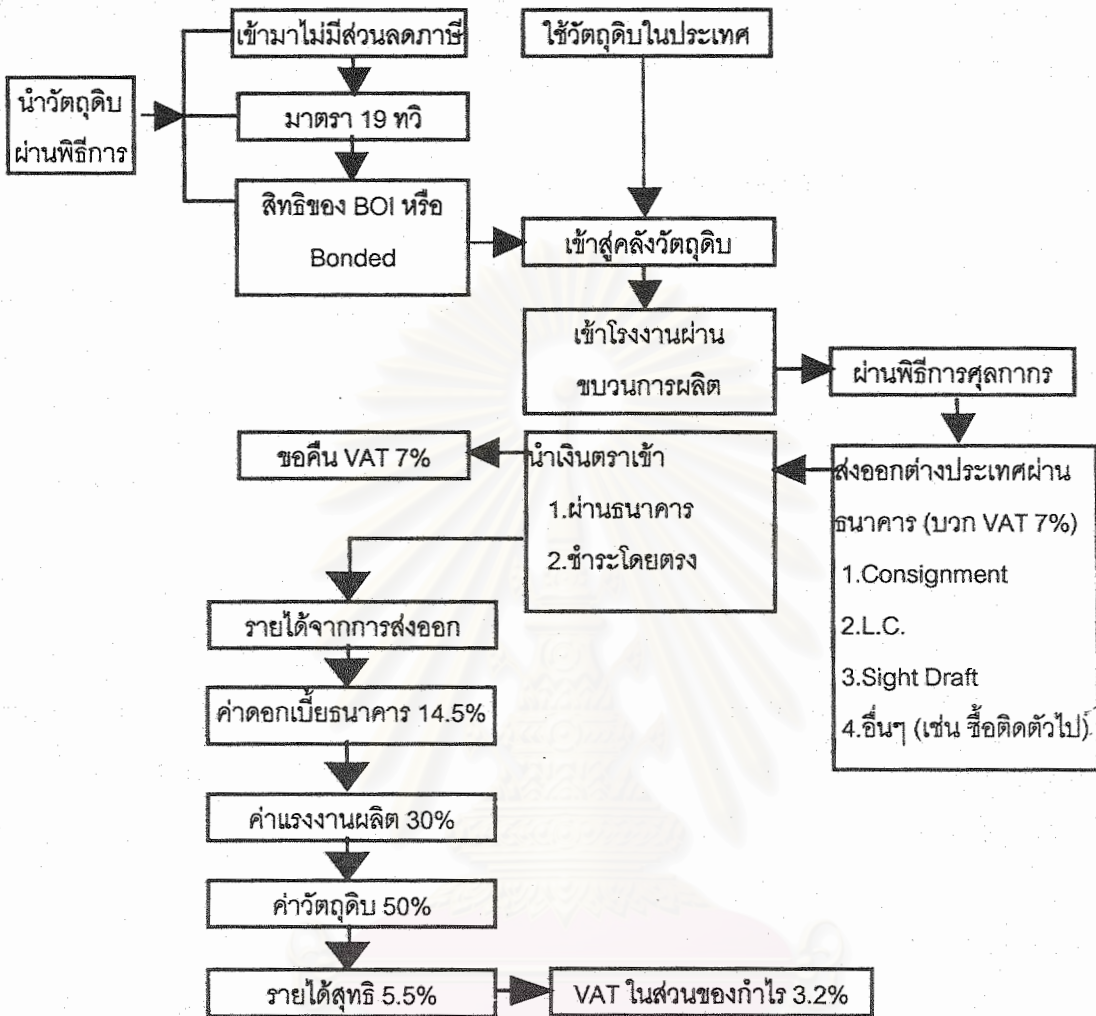 เข้ามาไม่มีส่วนลดภาษี
ใช้วัตถุดิบในประเทศ
นำวัตถุดิบ
ผ่านพิธีการ
มาตรา 19 ทวิ
สิทธิของ BOI หรือ
Bonded
เข้าสู่คลังวัตถุดิบ
เข้าโรงงานผ่าน
ขบวนการผลิต
ผ่านพิธีการศุลกากร
ส่งออกต่างประเทศผ่าน
ธนาคาร (บวก VAT 7%)
1.Consignment
2.L.C.
3.Sight Draft
4.อื่นๆ (เช่น ซื้อติดตัวไป)
นำเงินตราเข้า
1.ผ่านธนาคาร
2.ชำระโดยตรง
ขอคืน VAT 7%
รายได้จากการส่งออก
ค่าดอกเบี้ยธนาคาร 14.5%
ค่าแรงงานผลิต 30%
ค่าวัตถุดิบ 50%
รายได้สุทธิ 5.5%
VAT ในส่วนของกำไร 3.2%